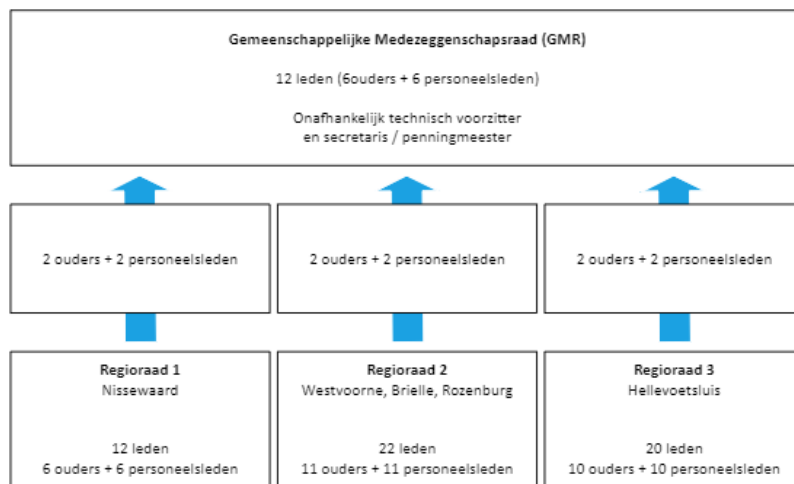 Gemeenschappelijke Medezeggenschapsraad (GMR)
12 leden (6ouders + 6 personeelsleden)
Onafhankelijk technisch voorzitter
en secretaris / penningmeester
2 ouders + 2 personeelsleden
2 ouders + 2 personeelsleden
2 ouders + 2 personeelsleden
Regioraad 1
Nissewaard
12 leden
6 ouders + 6 personeelsleden
Regioraad 2
Westvoorne, Brielle, Rozenburg
22 leden
11 ouders + 11 personeelsleden
Regioraad 3
Hellevoetsluis
20 leden
10 ouders + 10 personeelsleden